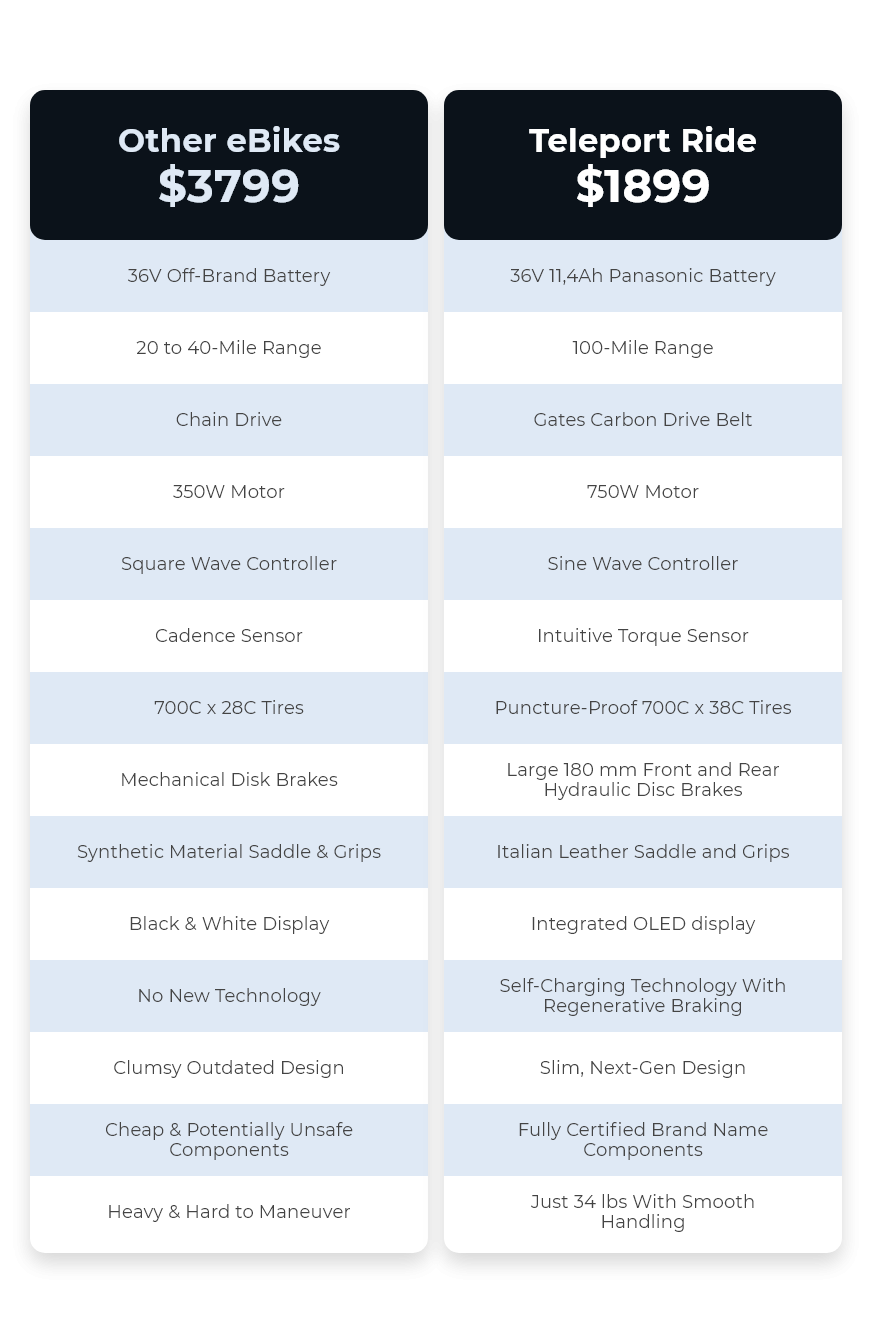 Other eBikes
$3799
36V Off-Brand Battery
20 to 40-Mile Range
Chain Drive
350W Motor
Square Wave Controller
Cadence Sensor
700C x 28C Tires
Mechanical Disk Brakes
Synthetic Material Saddle & Grips
Black & White Display
No New Technology
Clumsy Outdated Design
Cheap & Potentially Unsafe
Components
Heavy & Hard to Maneuver
Teleport Ride
$1899
36V 11,4Ah Panasonic Battery
100-Mile Range
Gates Carbon Drive Belt
750W Motor
Sine Wave Controller
Intuitive Torque Sensor
Puncture-Proof 700C x 38C Tires
Large 180 mm Front and Rear
Hydraulic Disc Brakes
Italian Leather Saddle and Grips
Integrated OLED display
Self-Charging Technology With
Regenerative Braking
Slim, Next-Gen Design
Fully Certified Brand Name
Components
Just 34 lbs With Smooth
Handling